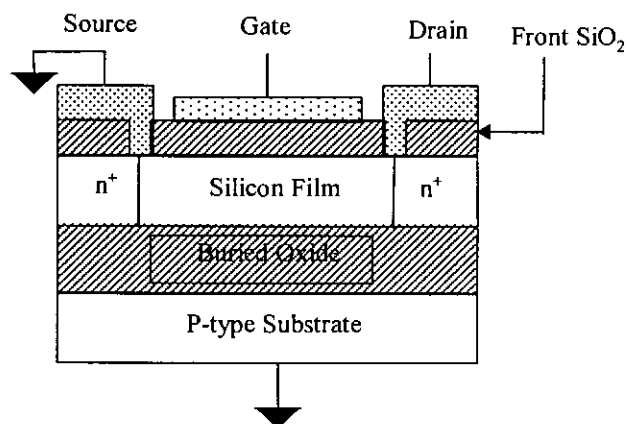 Source
Gate
Drain
Front SiO₂
n⁺
Silicon Film
n⁺
Buried Oxide
P-type Substrate